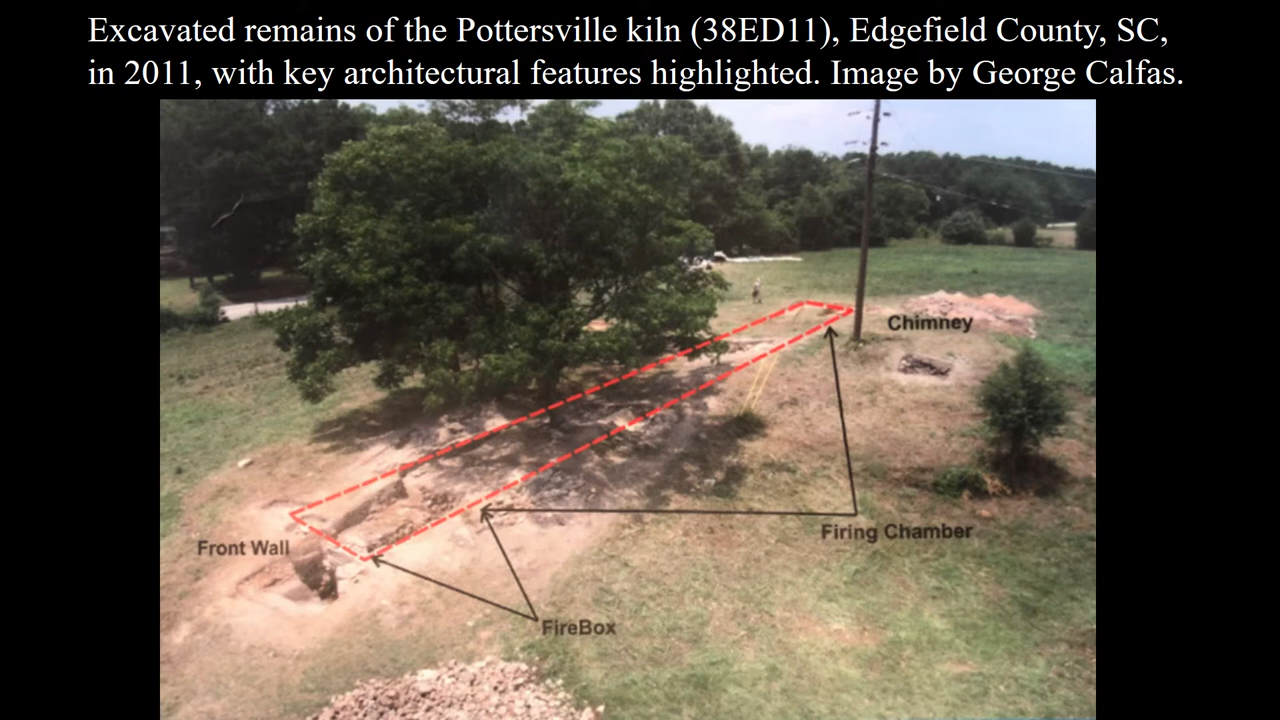 Excavated remains of the Pottersville kiln (38ED11), Edgefield County, SC,
in 2011, with key architectural features highlighted. Image by George Calfas.
Chimney
Firing Chamber
Front Wall
FireBox